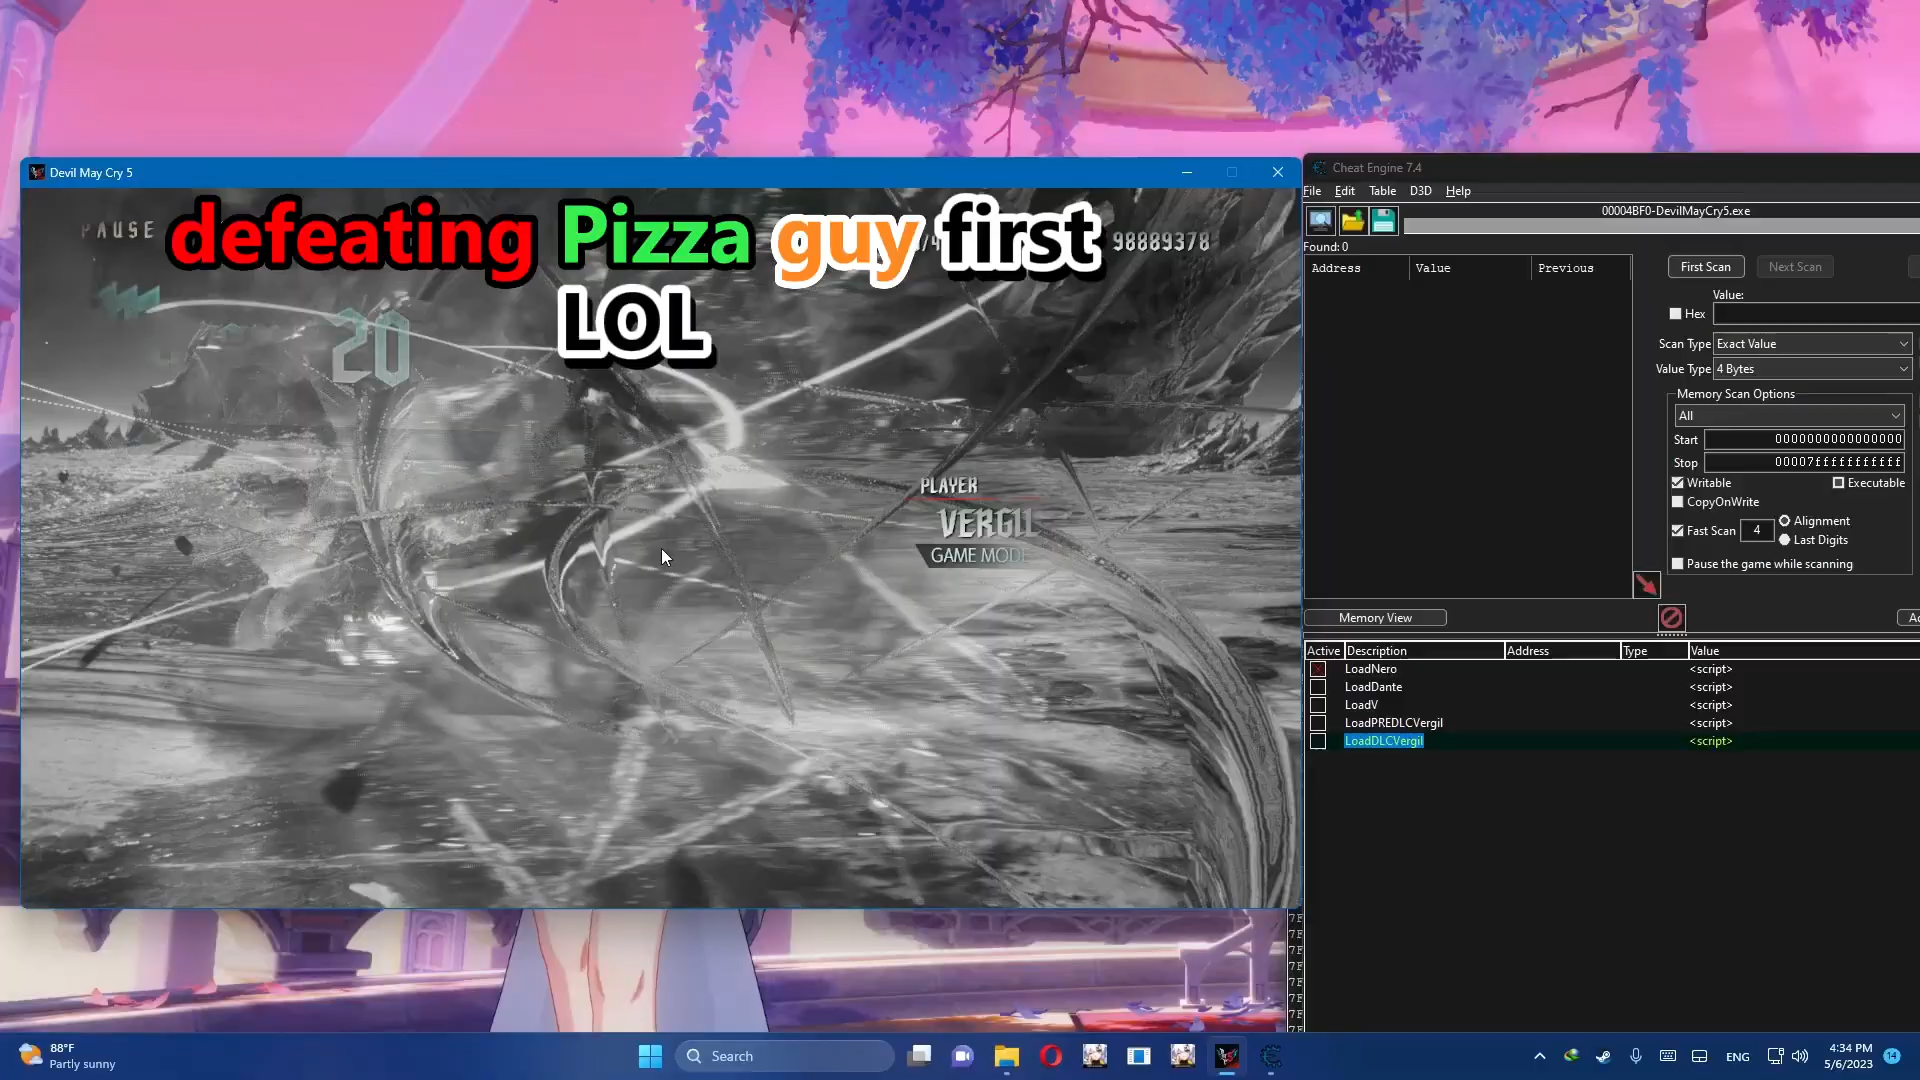 Devil May Cry 5
PAUSE
98889378
defeating Pizza guy first
LOL
20
PLAYER
VERGIL
GAME MODE
Cheat Engine 7.4
File Edit Table D3D Help
00004BF0-DevilMayCry5.exe
Found: 0
Address Value Previous
First Scan Next Scan
Value:
Hex
Scan Type Exact Value
Value Type 4 Bytes
Memory Scan Options
All
Start 0000000000000000
Stop 00007fffffffffff
Writable Executable
CopyOnWrite
Fast Scan 4 Alignment
Last Digits
Pause the game while scanning
Memory View
Active Description Address Type Value
LoadNero <script>
LoadDante <script>
LoadV <script>
LoadPREDLCVergil <script>
LoadDLCVergil <script>
88°F
Partly sunny
Search
ENG
4:34 PM
5/6/2023
14